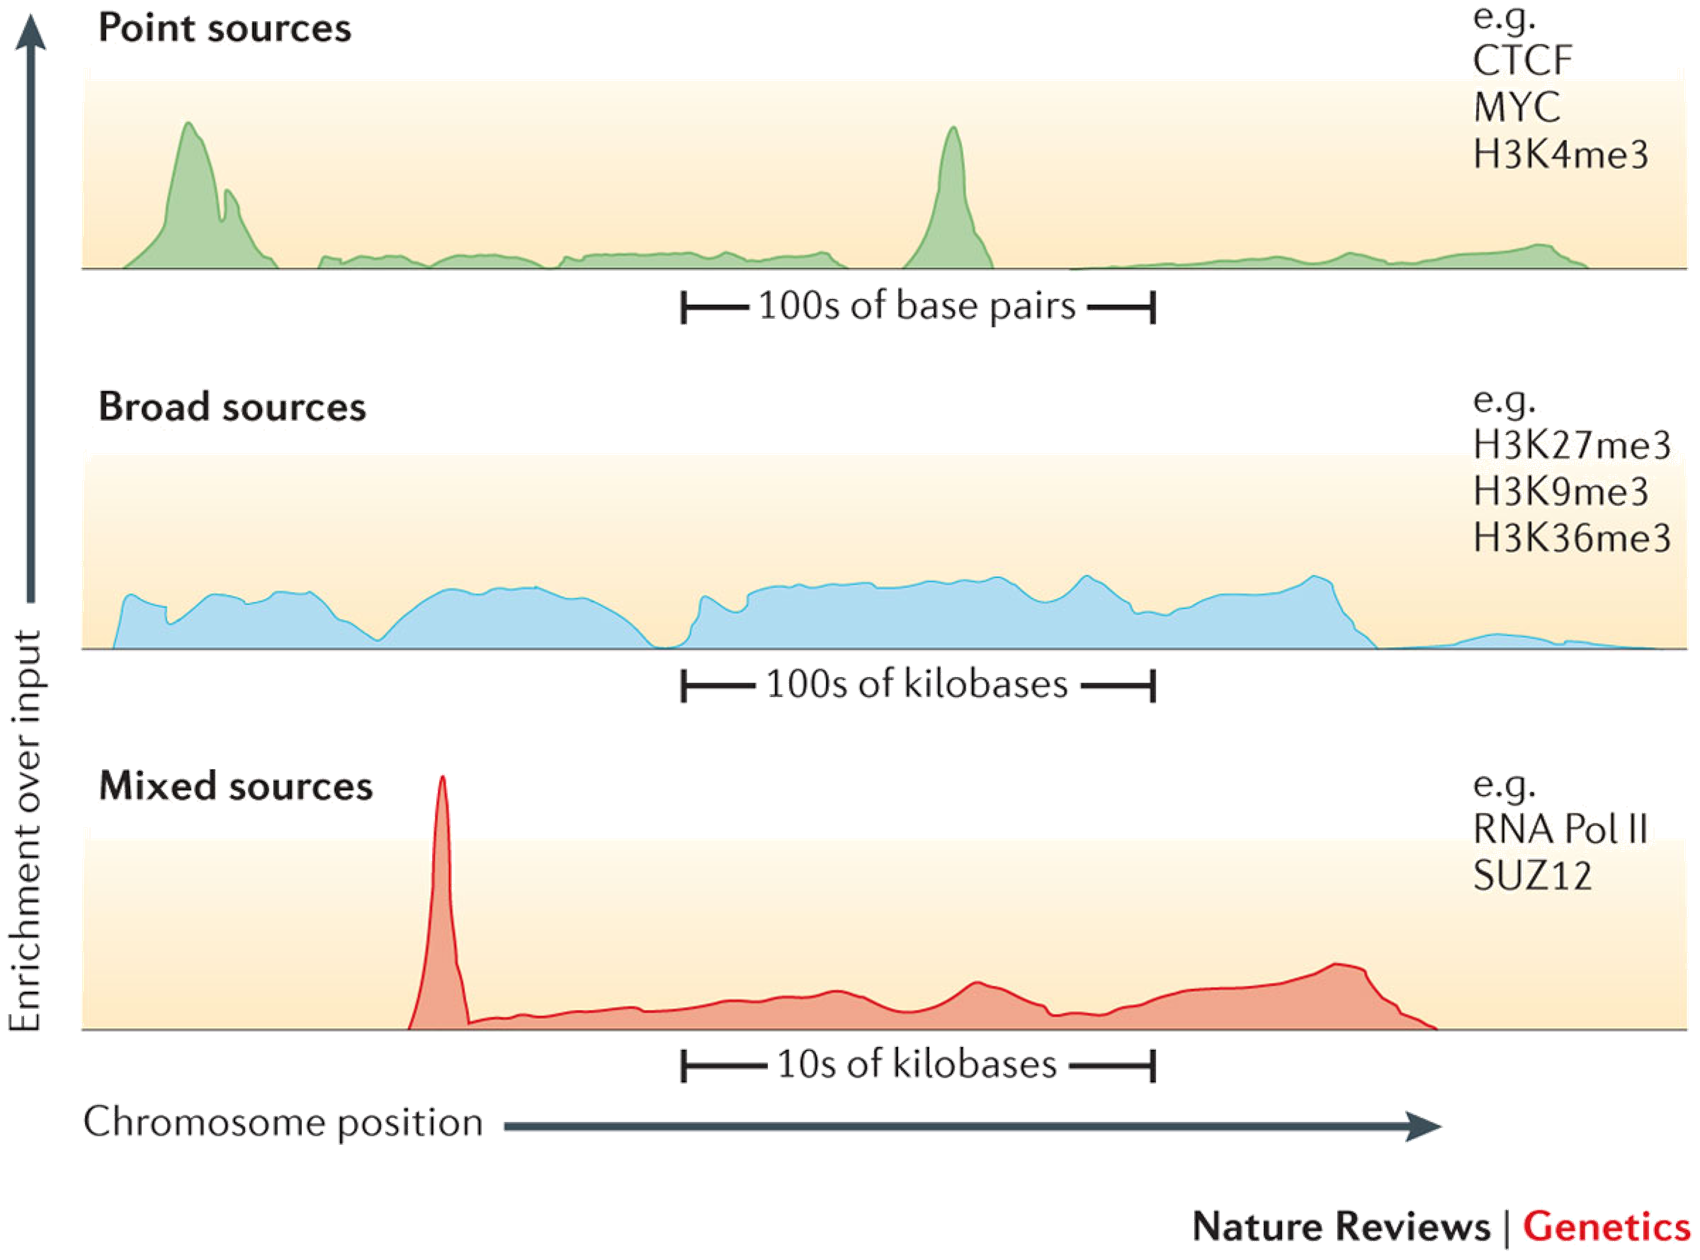 Point sources
e.g.
CTCF
MYC
H3K4me3
100s of base pairs
Broad sources
e.g.
H3K27me3
H3K9me3
H3K36me3
100s of kilobases
Mixed sources
e.g.
RNA Pol II
SUZ12
10s of kilobases
Enrichment over input
Chromosome position
Nature Reviews | Genetics